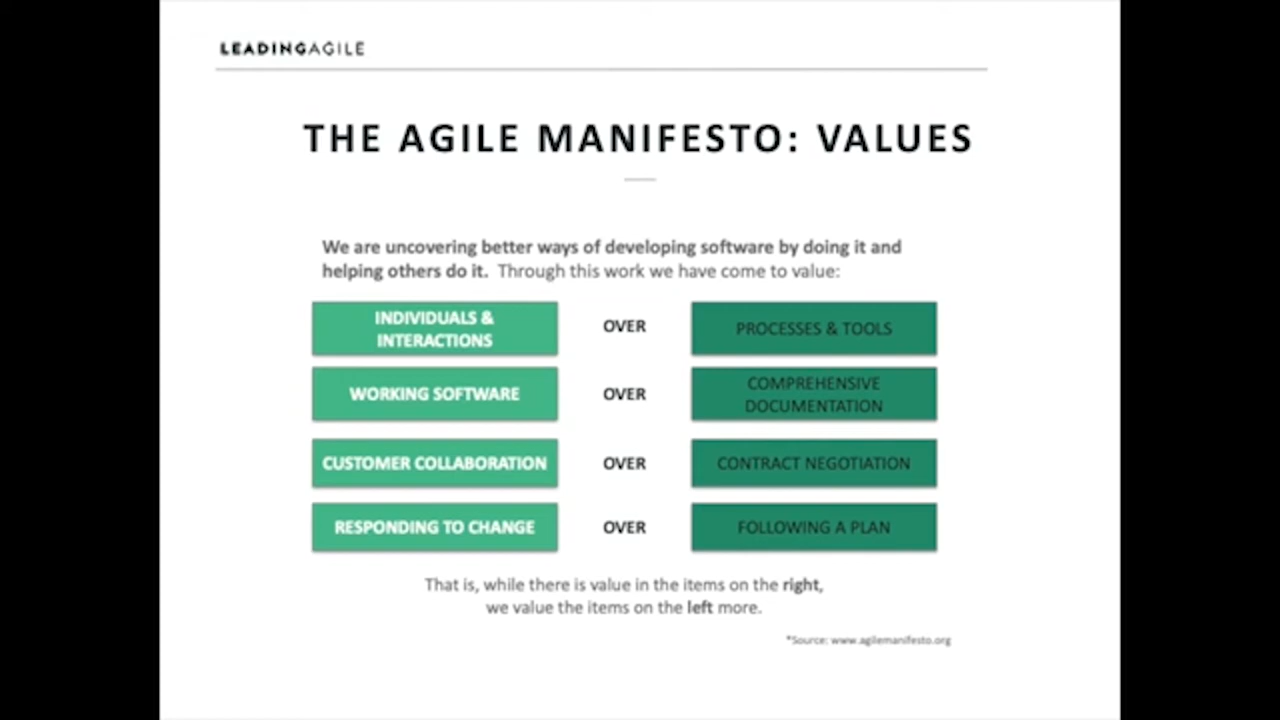 LEADINGAGILE
THE AGILE MANIFESTO: VALUES
We are uncovering better ways of developing software by doing it and
helping others do it. Through this work we have come to value:
INDIVIDUALS &
INTERACTIONS
OVER
PROCESSES & TOOLS
WORKING SOFTWARE
OVER
COMPREHENSIVE
DOCUMENTATION
CUSTOMER COLLABORATION
OVER
CONTRACT NEGOTIATION
RESPONDING TO CHANGE
OVER
FOLLOWING A PLAN
That is, while there is value in the items on the right,
we value the items on the left more.
*Source: www.agilemanifesto.org